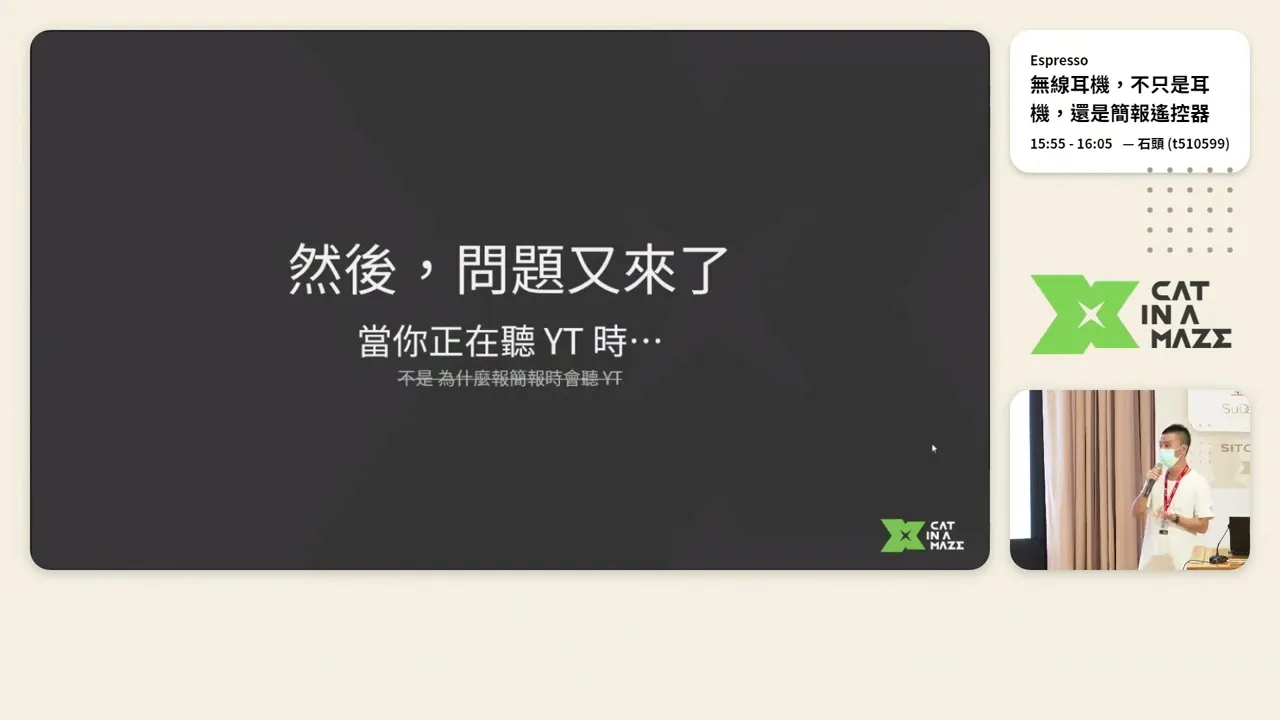 然後，問題又來了
當你正在聽 YT 時…
不是 為什麼報簡報時會聽 YT
CAT
IN A
MAZE
Espresso
無線耳機，不只是耳
機，還是簡報遙控器
15:55 - 16:05 — 石頭 (t510599)
CAT
IN A
MAZE
SITC